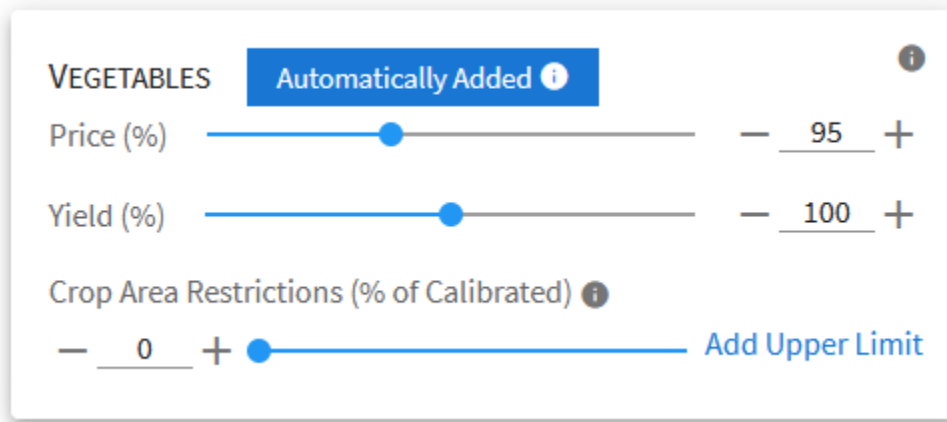 VEGETABLES Automatically Added
Price (%) 95
Yield (%) 100
Crop Area Restrictions (% of Calibrated)
0 Add Upper Limit